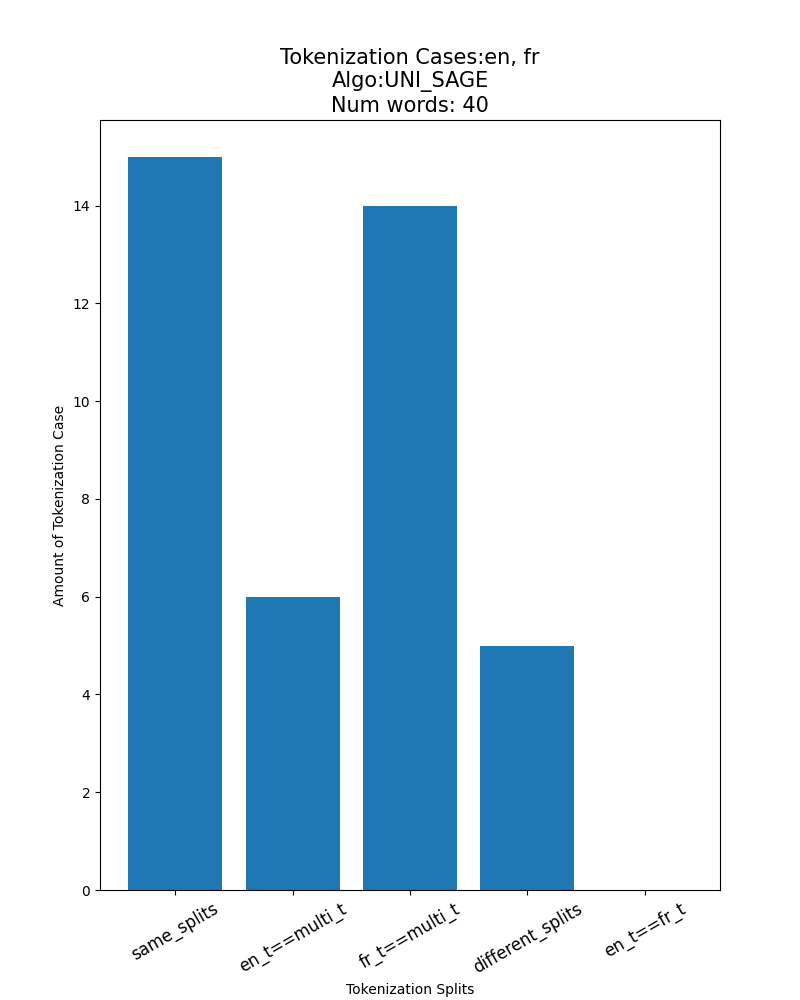 Tokenization Cases:en, fr
Algo:UNI_SAGE
Num words: 40
Amount of Tokenization Case
14
12
10
8
6
4
2
0
same_splits
en_t==multi_t
fr_t==multi_t
different_splits
en_t==fr_t
Tokenization Splits